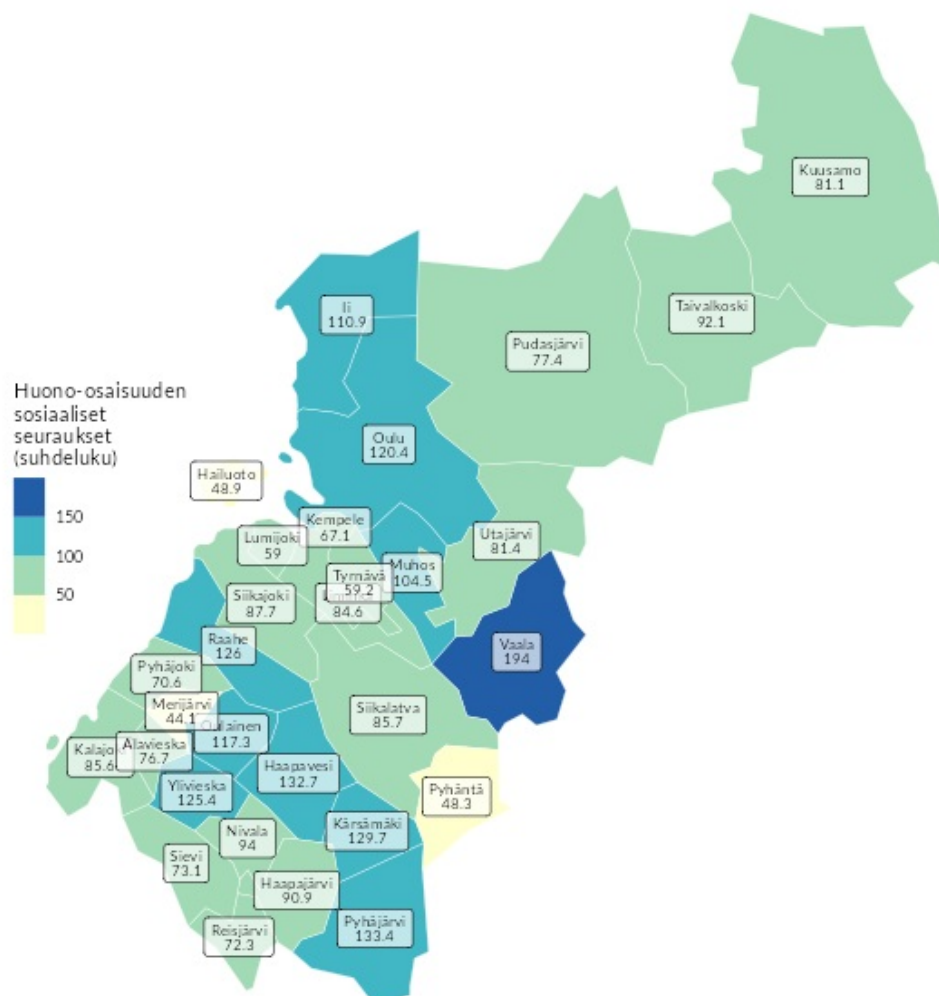 Kuusamo
81.1
Taivalkoski
92.1
Ii
110.9
Pudasjärvi
77.4
Huono-osaisuuden
sosiaaliset
seuraukset
(suhdeluku)
150
100
50
Oulu
120.4
Hailuoto
48.9
Kempele
67.1
Lumijoki
59
Utajärvi
81.4
Muhos
104.5
Tyrnävä
59.2
84.6
Siikajoki
87.7
Raahe
126
Vaala
194
Pyhäjoki
70.6
Merijärvi
44.1
Siikalatva
85.7
Oulainen
117.3
Alavieska
76.7
Kalajoki
85.6
Haapavesi
132.7
Ylivieska
125.4
Pyhäntä
48.3
Kärsämäki
129.7
Nivala
94
Sievi
73.1
Haapajärvi
90.9
Reisjärvi
72.3
Pyhäjärvi
133.4